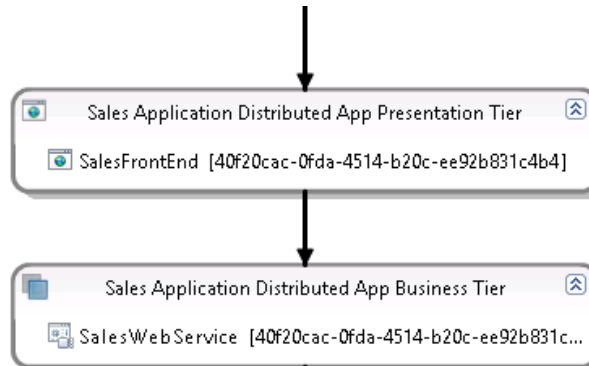 Sales Application Distributed App Presentation Tier
SalesFrontEnd [40f20cac-0fda-4514-b20c-ee92b831c4b4]
Sales Application Distributed App Business Tier
SalesWebService [40f20cac-0fda-4514-b20c-ee92b831c...